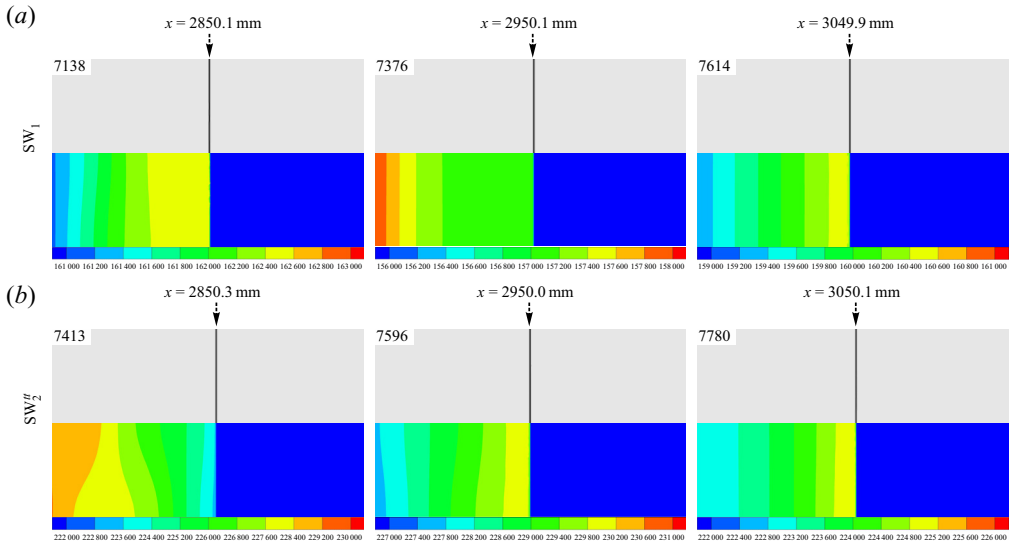 (a)
x = 2850.1 mm
x = 2950.1 mm
x = 3049.9 mm
7138
7376
7614
SW1
161 000 161 200 161 400 161 600 161 800 162 000 162 200 162 400 162 600 162 800 163 000
156 000 156 200 156 400 156 600 156 800 157 000 157 200 157 400 157 600 157 800 158 000
159 000 159 200 159 400 159 600 159 800 160 000 160 200 160 400 160 600 160 800 161 000
(b)
x = 2850.3 mm
x = 2950.0 mm
x = 3050.1 mm
7413
7596
7780
SW2tt
222 000 222 800 223 600 224 400 225 200 226 000 226 800 227 600 228 400 229 200 230 000
227 000 227 400 227 800 228 200 228 600 229 000 229 400 229 800 230 200 230 600 231 000
222 000 222 400 222 800 223 200 223 600 224 000 224 400 224 800 225 200 225 600 226 000